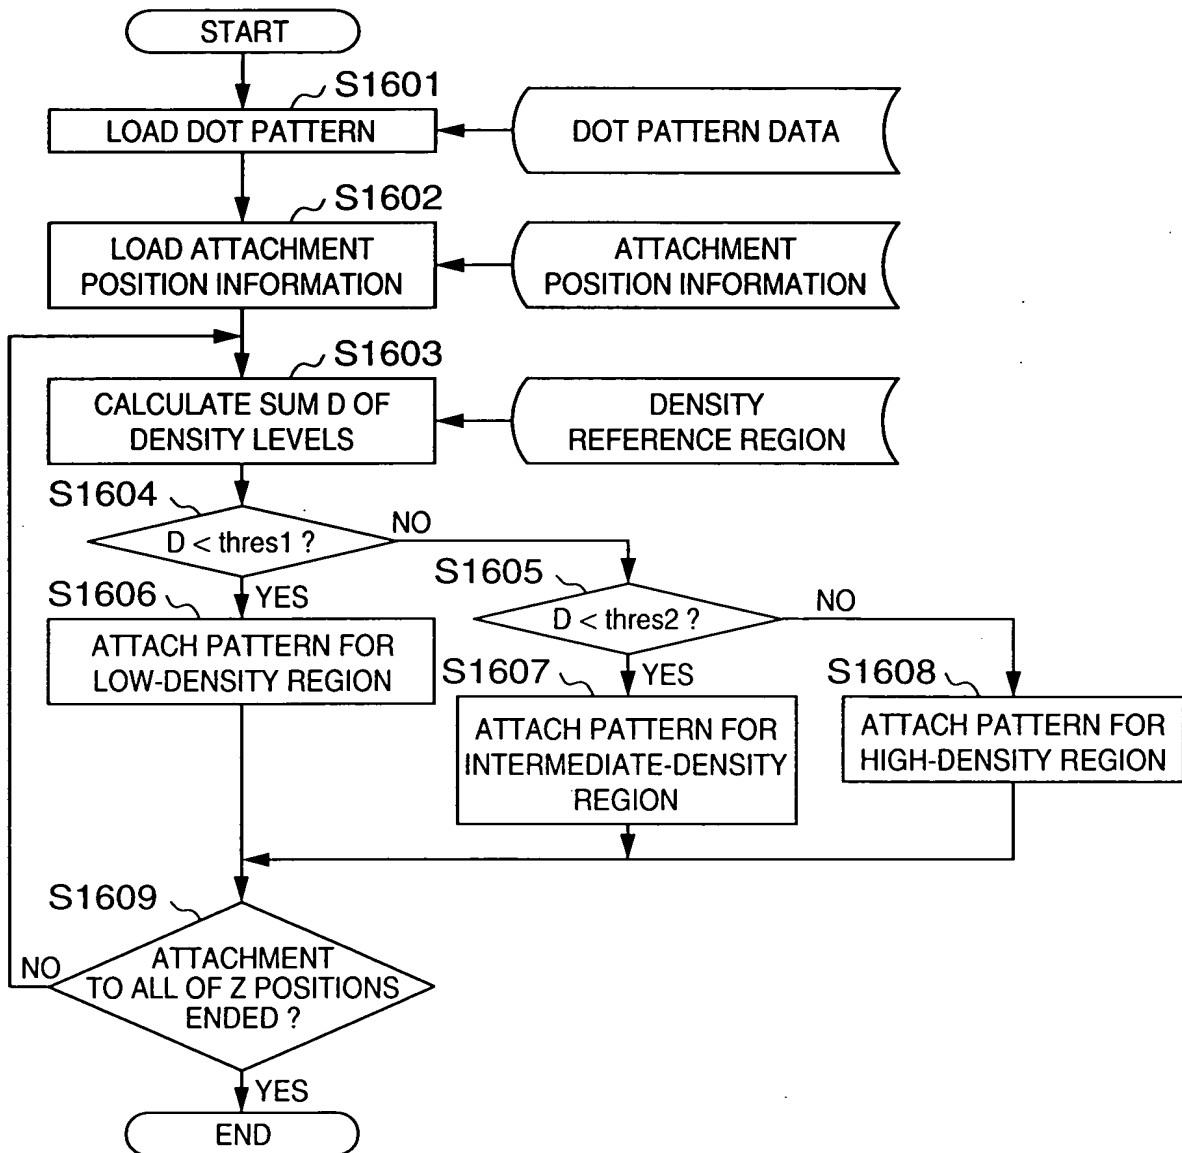 START
S1601
LOAD DOT PATTERN
DOT PATTERN DATA
S1602
LOAD ATTACHMENT
POSITION INFORMATION
ATTACHMENT
POSITION INFORMATION
S1603
CALCULATE SUM D OF
DENSITY LEVELS
DENSITY
REFERENCE REGION
S1604
D < thres1 ?
NO
YES
S1605
D < thres2 ?
NO
YES
S1606
ATTACH PATTERN FOR
LOW-DENSITY REGION
S1607
ATTACH PATTERN FOR
INTERMEDIATE-DENSITY
REGION
S1608
ATTACH PATTERN FOR
HIGH-DENSITY REGION
S1609
ATTACHMENT
TO ALL OF Z POSITIONS
ENDED ?
NO
YES
END